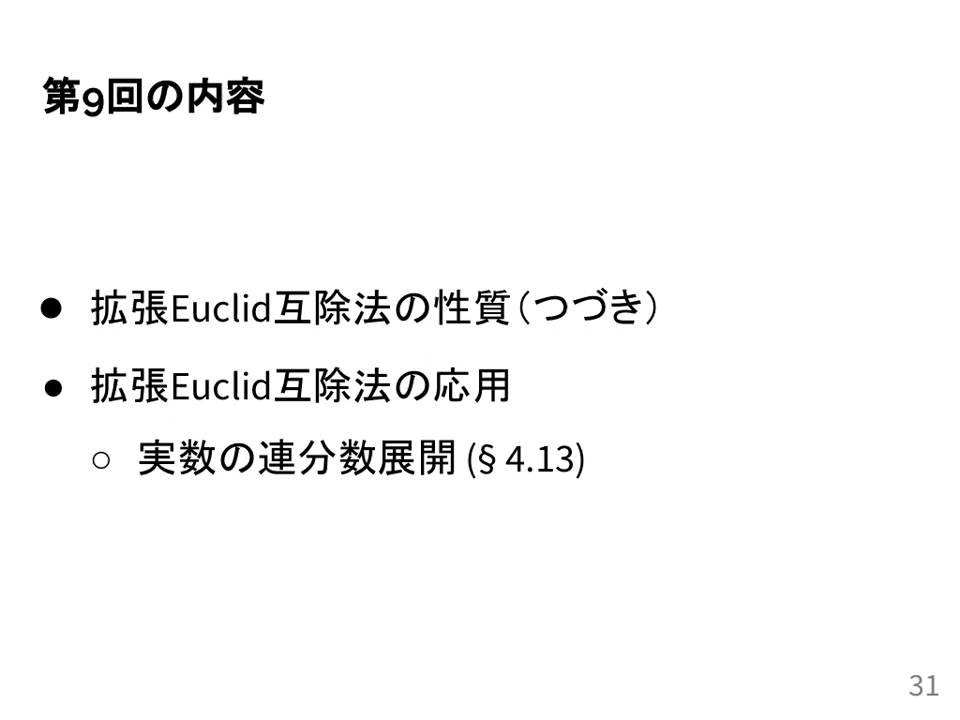 第9回の内容
● 拡張Euclid互除法の性質（つづき）
● 拡張Euclid互除法の応用
○ 実数の連分数展開 (§ 4.13)
31